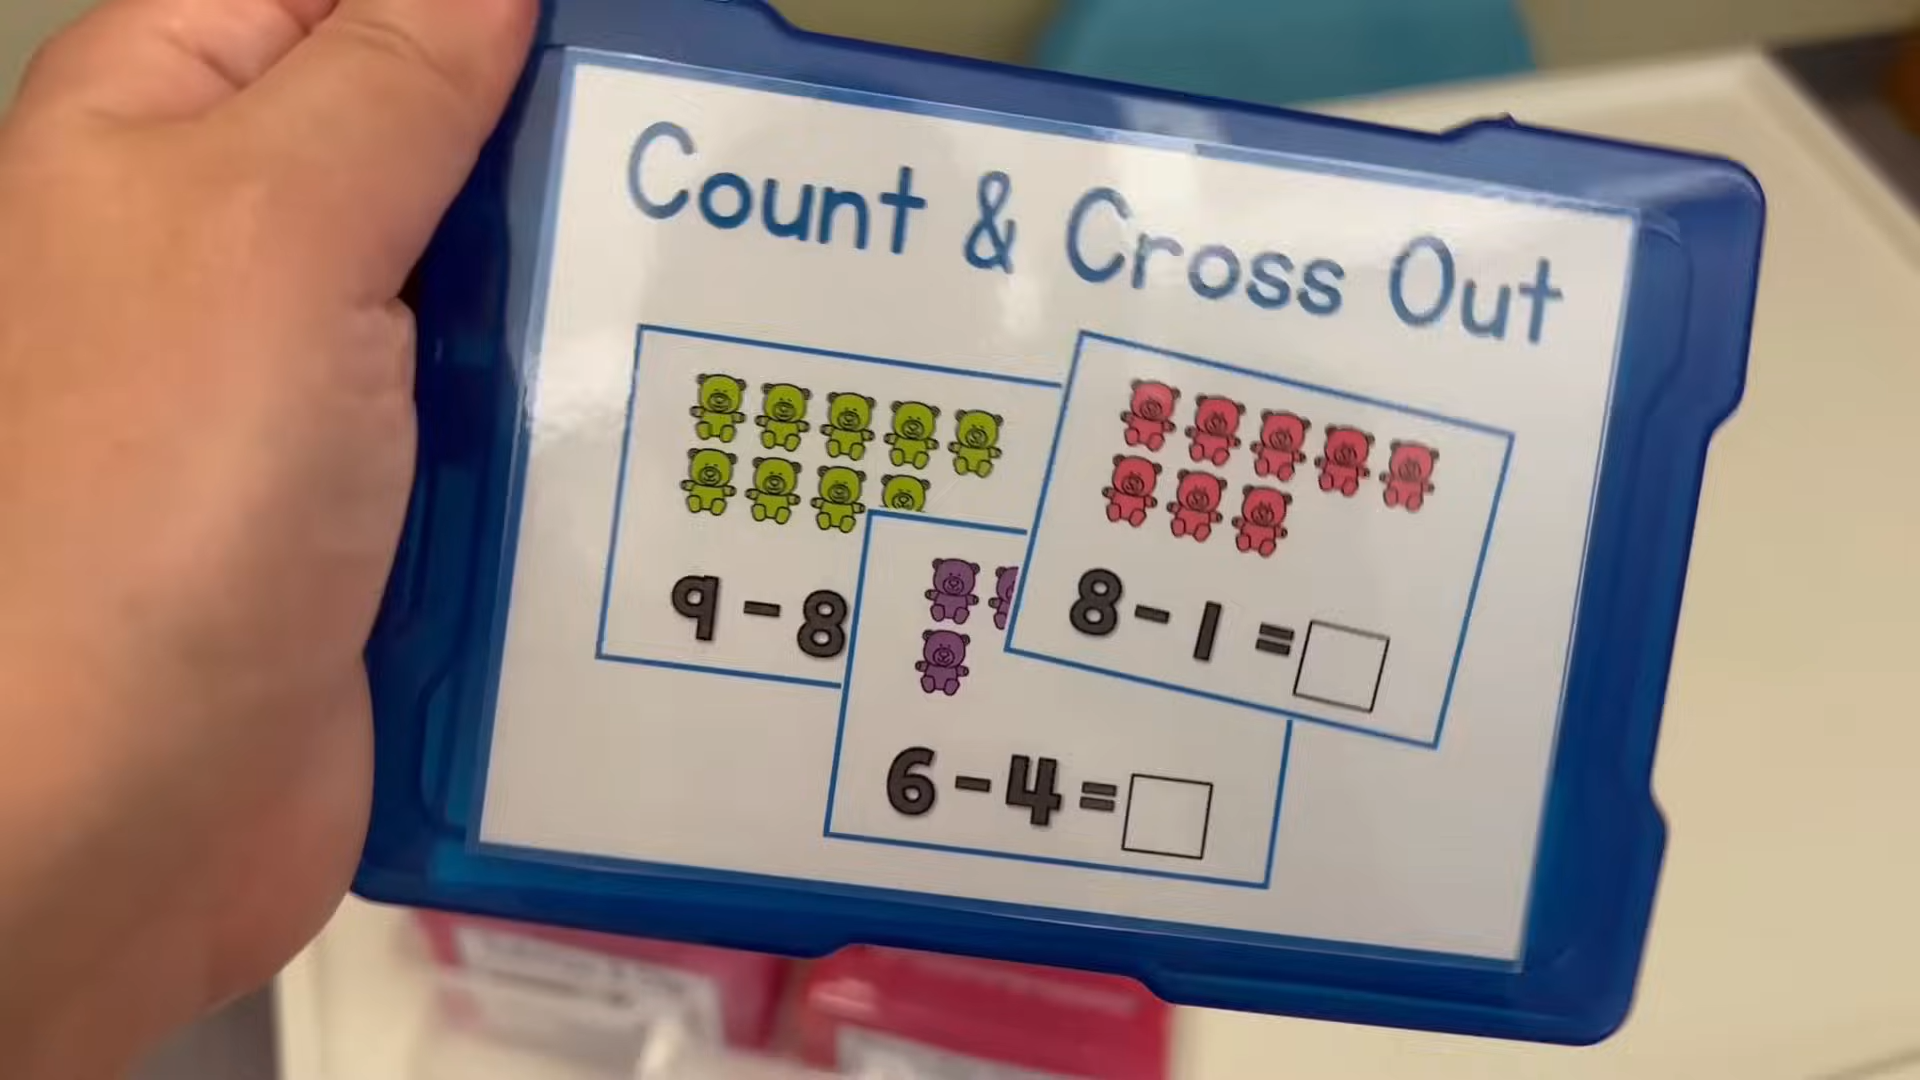 Count & Cross Out
9 - 8
8 - 1 =
6 - 4 =